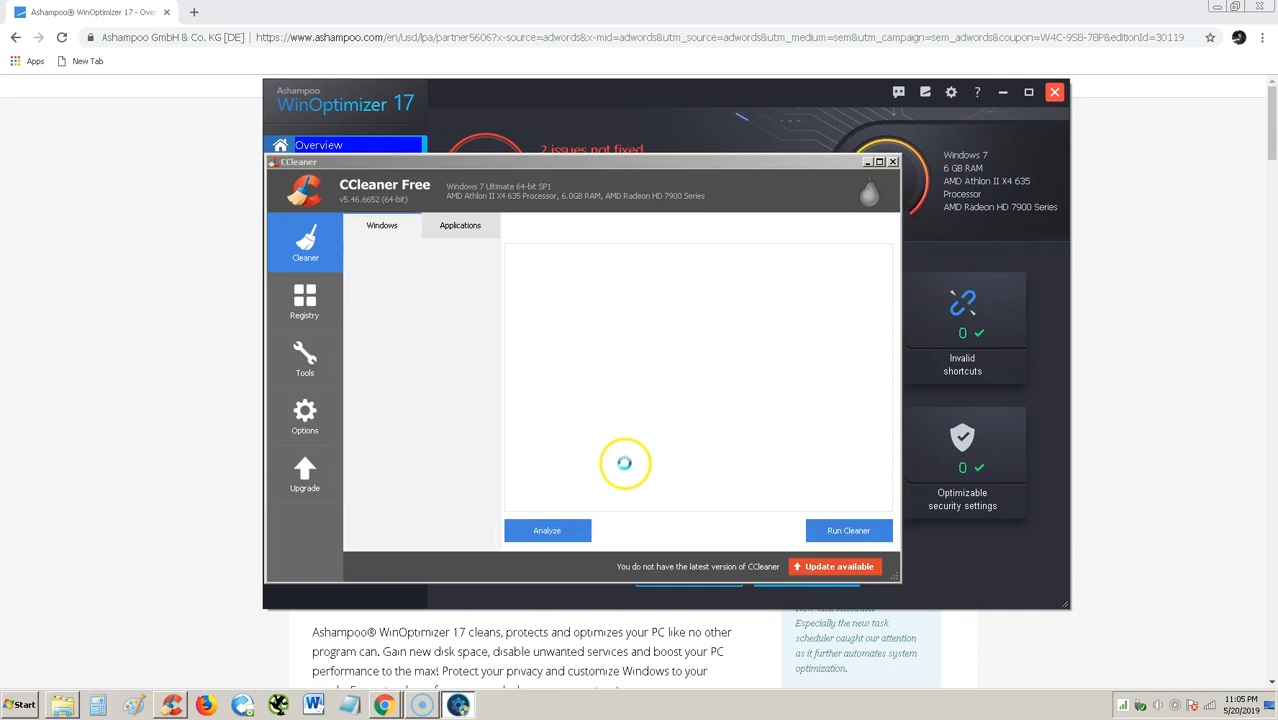 Ashampoo® WinOptimizer 17 - Over
Ashampoo GmbH & Co. KG [DE] | https://www.ashampoo.com/en/usd/lpa/partner5606?x-source=adwords&x-mid=adwords&utm_source=adwords&utm_medium=sem&utm_campaign=sem_adwords&coupon=W4C-9S8-78P&editionId=30119
Apps New Tab
Ashampoo
WinOptimizer 17
Overview
2 issues not fixed
Windows 7
6 GB RAM
AMD Athlon II X4 635
Processor
AMD Radeon HD 7900 Series
CCleaner
CCleaner Free
v5.46.6652 (64-bit)
Windows 7 Ultimate 64-bit SP1
AMD Athlon II X4 635 Processor, 6.0GB RAM, AMD Radeon HD 7900 Series
Cleaner
Registry
Tools
Options
Upgrade
Windows
Applications
Analyze
Run Cleaner
You do not have the latest version of CCleaner
Update available
0
Invalid
shortcuts
0
Optimizable
security settings
Ashampoo® WinOptimizer 17 cleans, protects and optimizes your PC like no other
program can. Gain new disk space, disable unwanted services and boost your PC
performance to the max! Protect your privacy and customize Windows to your
Especially the new task
scheduler caught our attention
as it further automates system
optimization.
Start
11:05 PM
5/20/2019